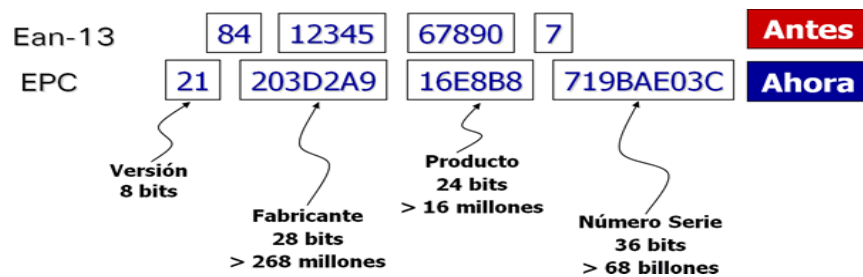 Ean-13 84 12345 67890 7 Antes
EPC 21 203D2A9 16E8B8 719BAE03C Ahora
Versión
8 bits
Fabricante
28 bits
> 268 millones
Producto
24 bits
> 16 millones
Número Serie
36 bits
> 68 billones